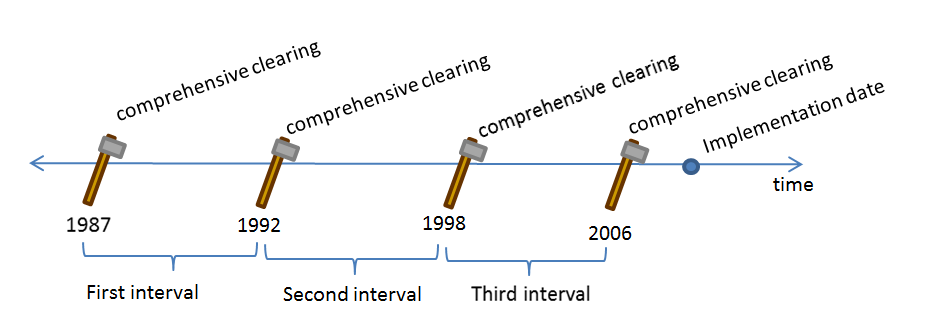 comprehensive clearing
comprehensive clearing
comprehensive clearing
comprehensive clearing
Implementation date
time
1987
1992
1998
2006
First interval
Second interval
Third interval